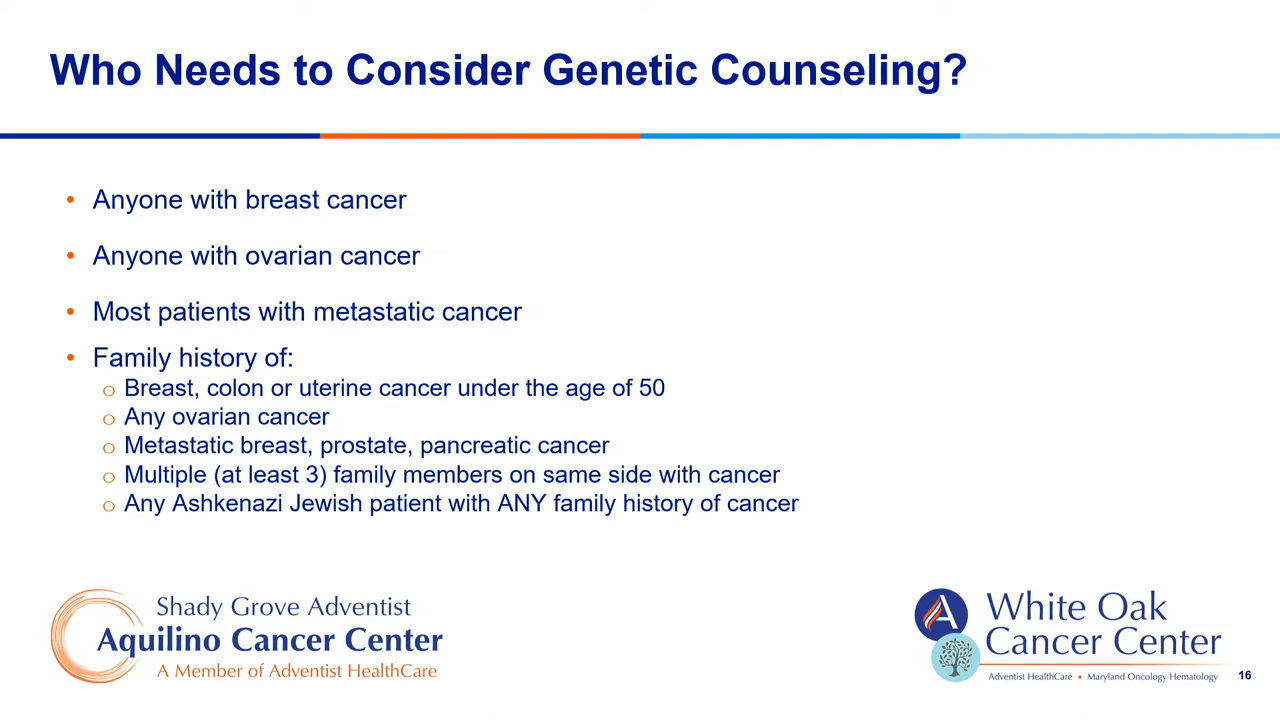 Who Needs to Consider Genetic Counseling?
• Anyone with breast cancer
• Anyone with ovarian cancer
• Most patients with metastatic cancer
• Family history of:
o Breast, colon or uterine cancer under the age of 50
o Any ovarian cancer
o Metastatic breast, prostate, pancreatic cancer
o Multiple (at least 3) family members on same side with cancer
o Any Ashkenazi Jewish patient with ANY family history of cancer
Shady Grove Adventist
Aquilino Cancer Center
A Member of Adventist HealthCare
A
White Oak
Cancer Center
Adventist HealthCare • Maryland Oncology Hematology
16